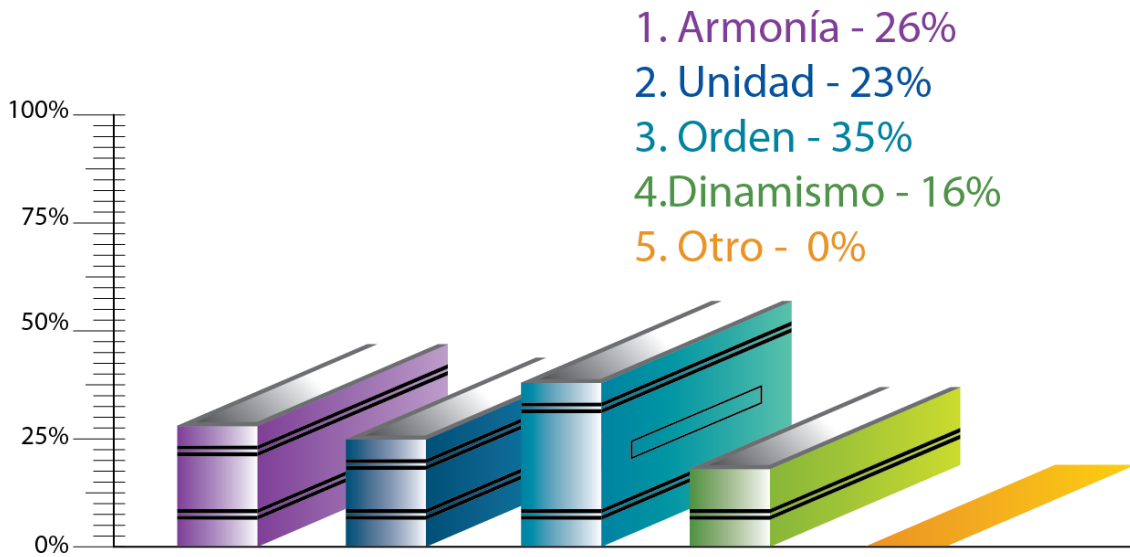 1. Armonía - 26%
2. Unidad - 23%
3. Orden - 35%
4.Dinamismo - 16%
5. Otro -  0%
100%
75%
50%
25%
0%